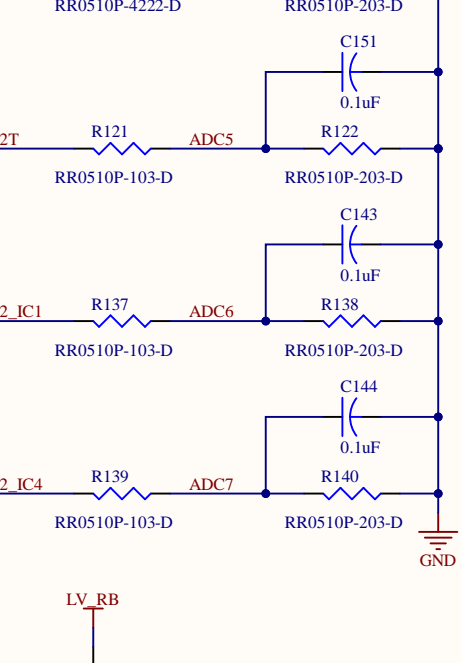 RR0510P-4222-D RR0510P-203-D
C151
0.1uF
2T R121 ADC5 R122
RR0510P-103-D RR0510P-203-D
C143
0.1uF
2_IC1 R137 ADC6 R138
RR0510P-103-D RR0510P-203-D
C144
0.1uF
2_IC4 R139 ADC7 R140
RR0510P-103-D RR0510P-203-D
GND
LV_RB